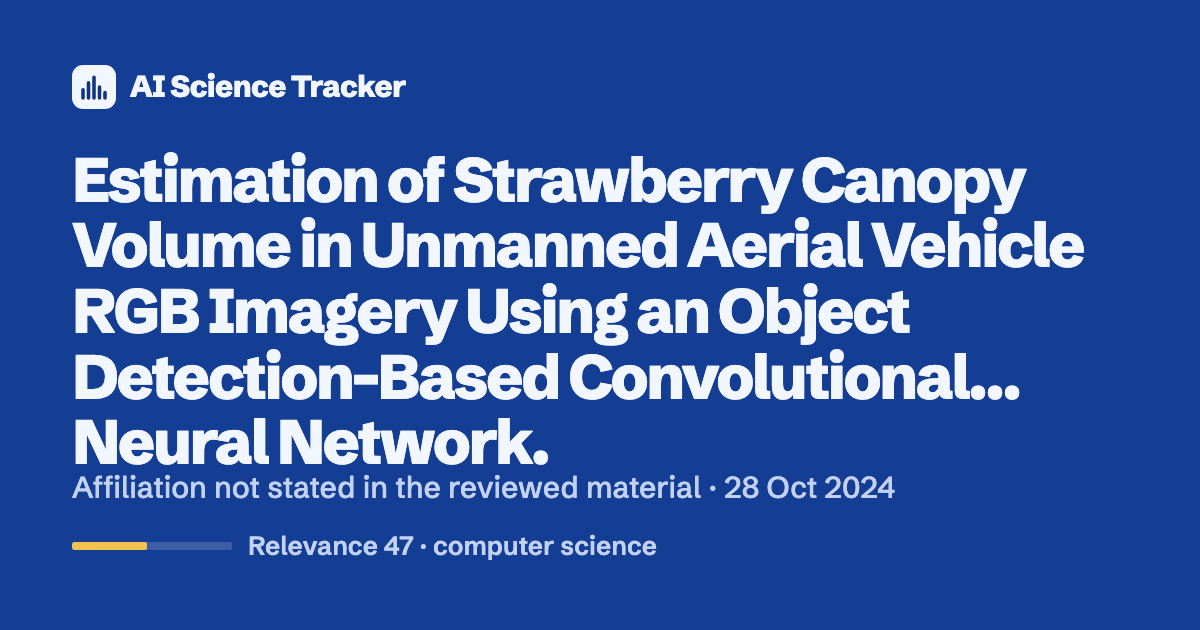 AI Science Tracker
Estimation of Strawberry Canopy
Volume in Unmanned Aerial Vehicle
RGB Imagery Using an Object
Detection-Based Convolutional...
Neural Network.
Affiliation not stated in the reviewed material · 28 Oct 2024
Relevance 47 · computer science